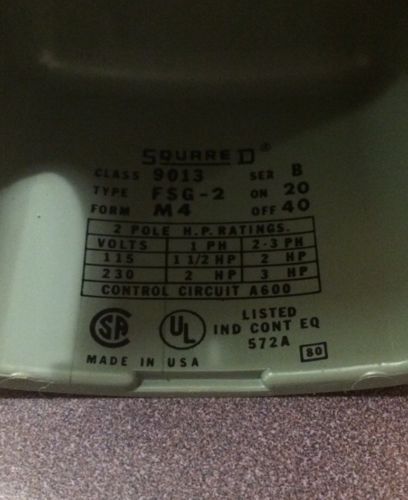 SQUARE D ®
CLASS 9013 SER B
TYPE FSG-2 ON 20
FORM M4 OFF 40
2 POLE H.P. RATINGS.
VOLTS 1 PH 2-3 PH
115 1 1/2 HP 2 HP
230 2 HP 3 HP
CONTROL CIRCUIT A600
SA UL LISTED
IND CONT EQ
572A
MADE IN USA 80